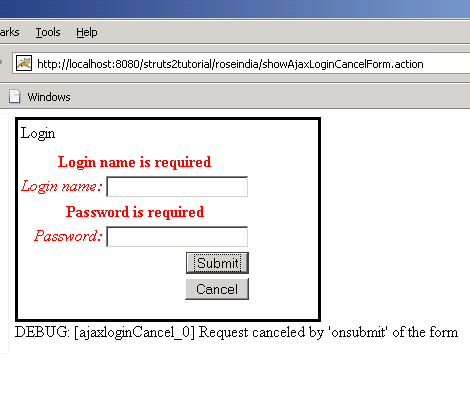 arks Tools Help
http://localhost:8080/struts2tutorial/roseindia/showAjaxLoginCancelForm.action
Windows
Login
Login name is required
Login name:
Password is required
Password:
Submit
Cancel
DEBUG: [ajaxloginCancel_0] Request canceled by 'onsubmit' of the form